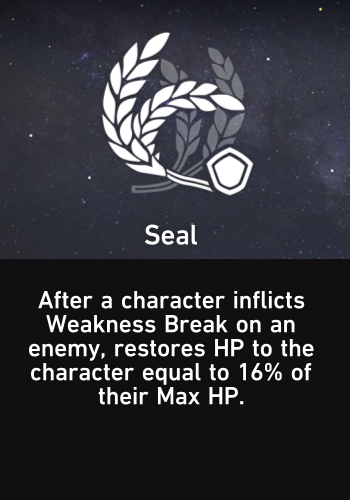 Seal
After a character inflicts
Weakness Break on an
enemy, restores HP to the
character equal to 16% of
their Max HP.